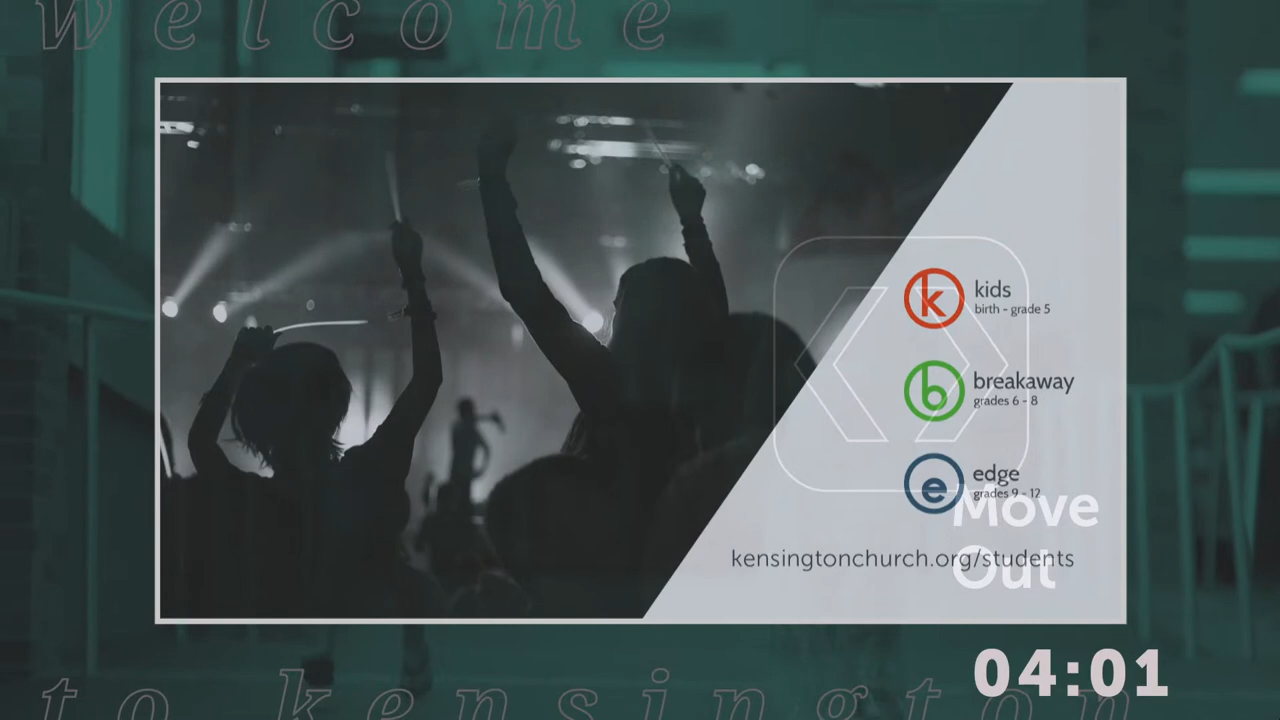 welcome
k kids
birth - grade 5
b breakaway
grades 6 - 8
e edge
grades 9 - 12
Move
kensingtonchurch.org/students
Out
04:01
to kensington